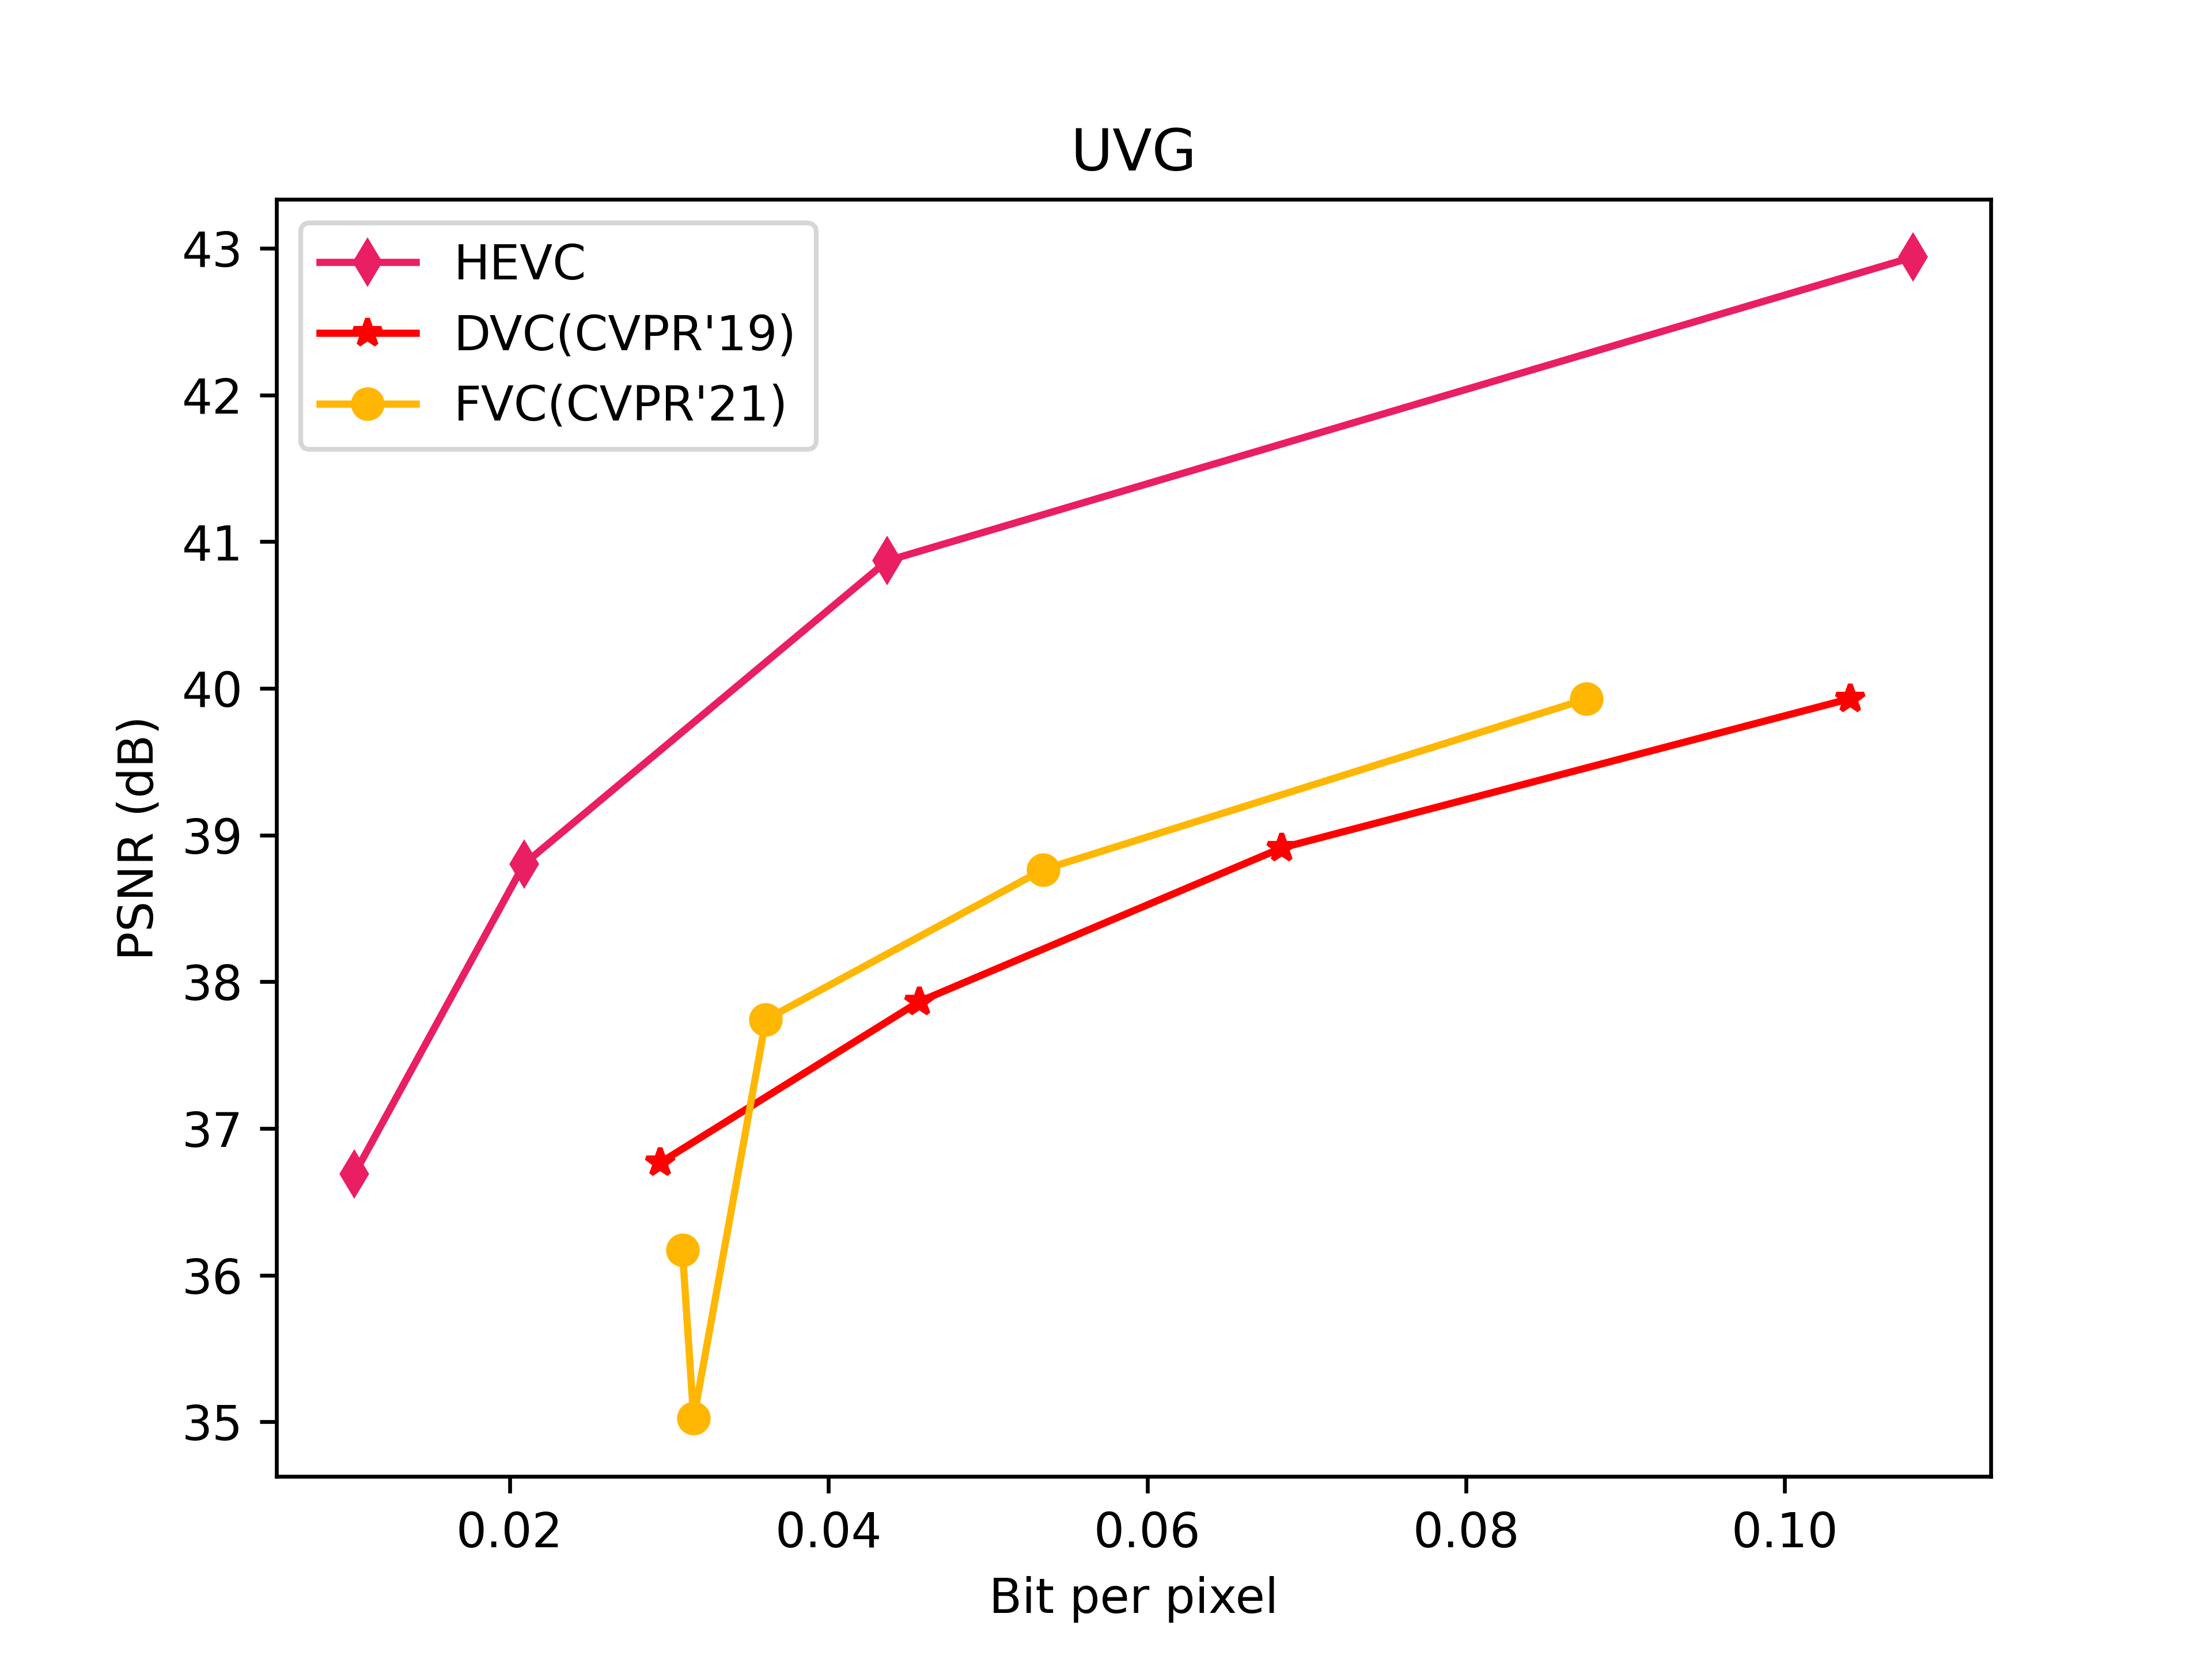 UVG
HEVC
DVC(CVPR'19)
FVC(CVPR'21)
43
42
41
40
39
38
37
36
35
PSNR (dB)
0.02 0.04 0.06 0.08 0.10
Bit per pixel